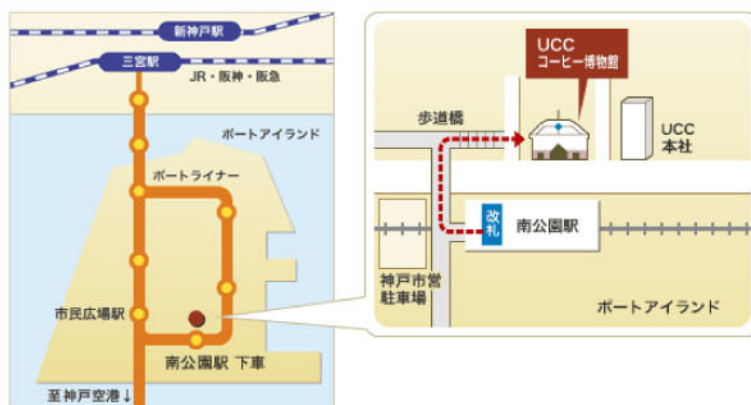 新神戸駅
三宮駅
JR・阪神・阪急
ポートアイランド
ポートライナー
市民広場駅
南公園駅 下車
至神戸空港↓
UCC
コーヒー博物館
歩道橋
UCC
本社
改札
南公園駅
神戸市営
駐車場
ポートアイランド